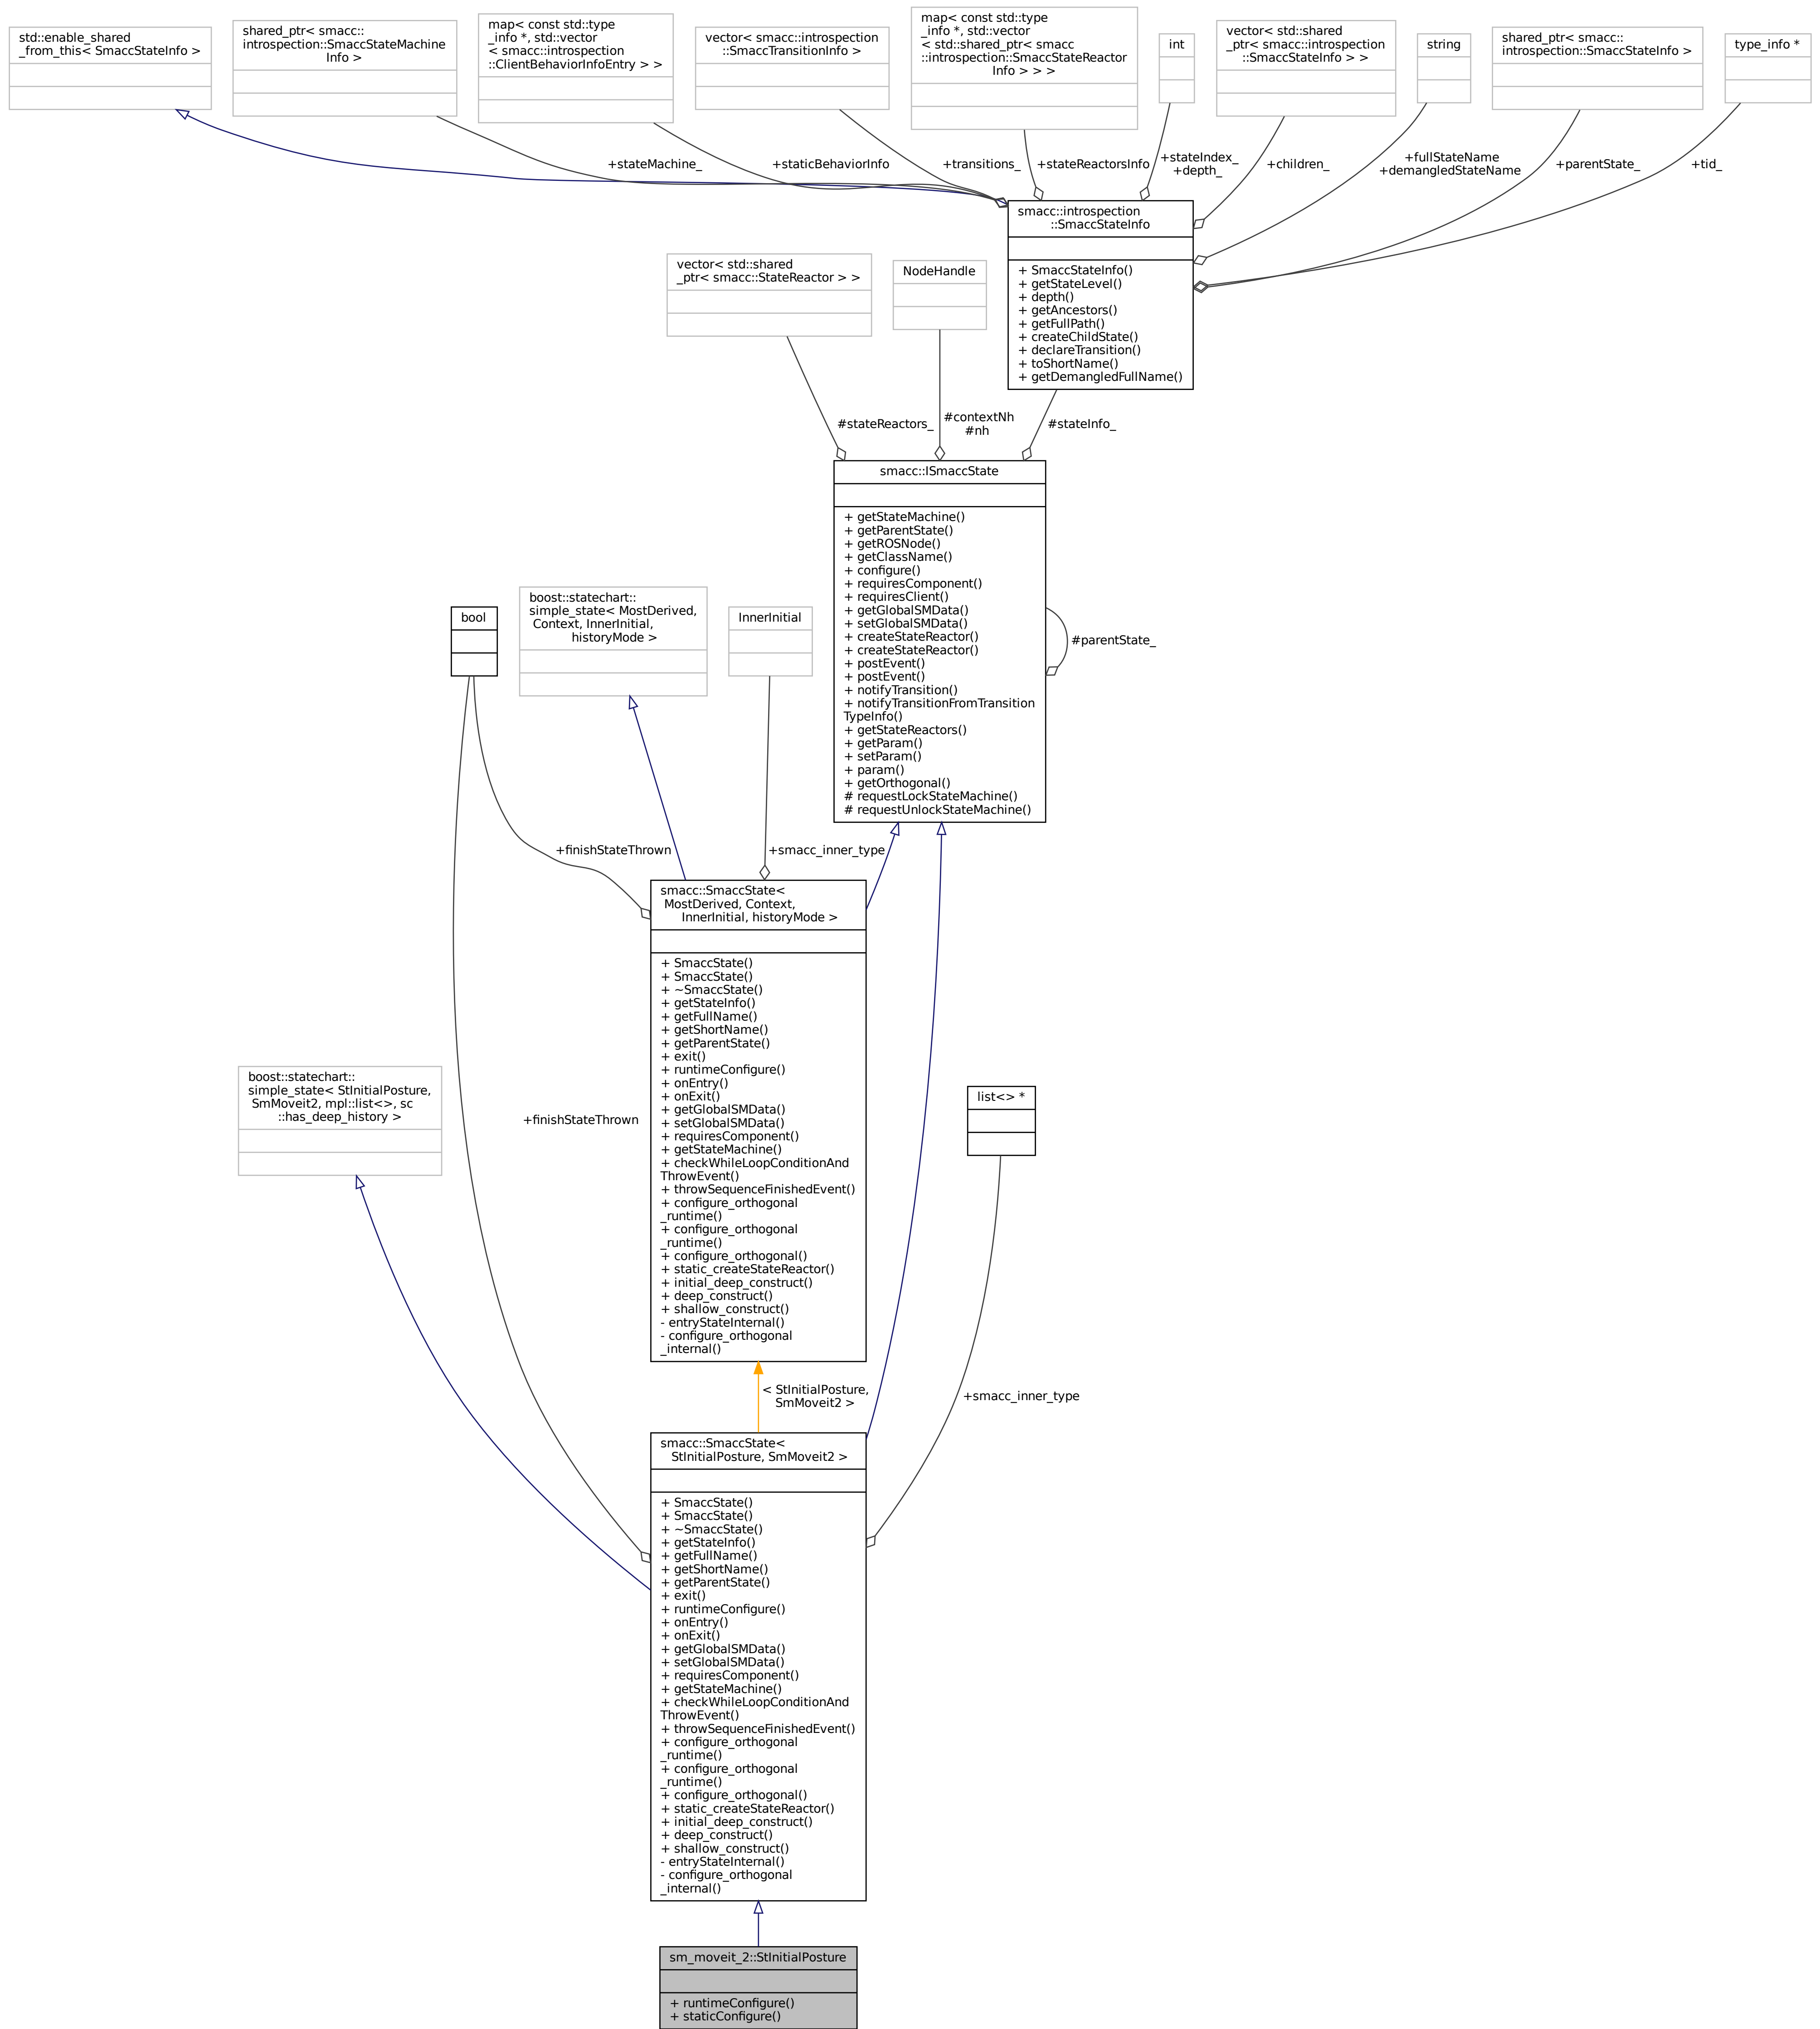 std::enable_shared
_from_this< SmaccStateInfo >
shared_ptr< smacc::
introspection::SmaccStateMachine
Info >
map< const std::type
_info *, std::vector
< smacc::introspection
::ClientBehaviorInfoEntry > >
vector< smacc::introspection
::SmaccTransitionInfo >
map< const std::type
_info *, std::vector
< std::shared_ptr< smacc
::introspection::SmaccStateReactor
Info > > >
int
vector< std::shared
_ptr< smacc::introspection
::SmaccStateInfo > >
string
shared_ptr< smacc::
introspection::SmaccStateInfo >
type_info *
+stateMachine_
+staticBehaviorInfo
+transitions_
+stateReactorsInfo
+stateIndex_
+depth_
+children_
+fullStateName
+demangledStateName
+parentState_
+tid_
smacc::introspection
::SmaccStateInfo
+ SmaccStateInfo()
+ getStateLevel()
+ depth()
+ getAncestors()
+ getFullPath()
+ createChildState()
+ declareTransition()
+ toShortName()
+ getDemangledFullName()
vector< std::shared
_ptr< smacc::StateReactor > >
NodeHandle
#stateReactors_
#contextNh
#nh
#stateInfo_
smacc::ISmaccState
+ getStateMachine()
+ getParentState()
+ getROSNode()
+ getClassName()
+ configure()
+ requiresComponent()
+ requiresClient()
+ getGlobalSMData()
+ setGlobalSMData()
+ createStateReactor()
+ createStateReactor()
+ postEvent()
+ postEvent()
+ notifyTransition()
+ notifyTransitionFromTransition
TypeInfo()
+ getStateReactors()
+ getParam()
+ setParam()
+ param()
+ getOrthogonal()
# requestLockStateMachine()
# requestUnlockStateMachine()
#parentState_
bool
boost::statechart::
simple_state< MostDerived,
Context, InnerInitial,
historyMode >
InnerInitial
+finishStateThrown
+smacc_inner_type
smacc::SmaccState<
MostDerived, Context,
InnerInitial, historyMode >
+ SmaccState()
+ SmaccState()
+ ~SmaccState()
+ getStateInfo()
+ getFullName()
+ getShortName()
+ getParentState()
+ exit()
+ runtimeConfigure()
+ onEntry()
+ onExit()
+ getGlobalSMData()
+ setGlobalSMData()
+ requiresComponent()
+ getStateMachine()
+ checkWhileLoopConditionAnd
ThrowEvent()
+ throwSequenceFinishedEvent()
+ configure_orthogonal
_runtime()
+ configure_orthogonal
_runtime()
+ configure_orthogonal()
+ static_createStateReactor()
+ initial_deep_construct()
+ deep_construct()
+ shallow_construct()
- entryStateInternal()
- configure_orthogonal
_internal()
boost::statechart::
simple_state< StInitialPosture,
SmMoveit2, mpl::list<>, sc
::has_deep_history >
+finishStateThrown
list<> *
< StInitialPosture,
SmMoveit2 >
+smacc_inner_type
smacc::SmaccState<
StInitialPosture, SmMoveit2 >
+ SmaccState()
+ SmaccState()
+ ~SmaccState()
+ getStateInfo()
+ getFullName()
+ getShortName()
+ getParentState()
+ exit()
+ runtimeConfigure()
+ onEntry()
+ onExit()
+ getGlobalSMData()
+ setGlobalSMData()
+ requiresComponent()
+ getStateMachine()
+ checkWhileLoopConditionAnd
ThrowEvent()
+ throwSequenceFinishedEvent()
+ configure_orthogonal
_runtime()
+ configure_orthogonal
_runtime()
+ configure_orthogonal()
+ static_createStateReactor()
+ initial_deep_construct()
+ deep_construct()
+ shallow_construct()
- entryStateInternal()
- configure_orthogonal
_internal()
sm_moveit_2::StInitialPosture
+ runtimeConfigure()
+ staticConfigure()